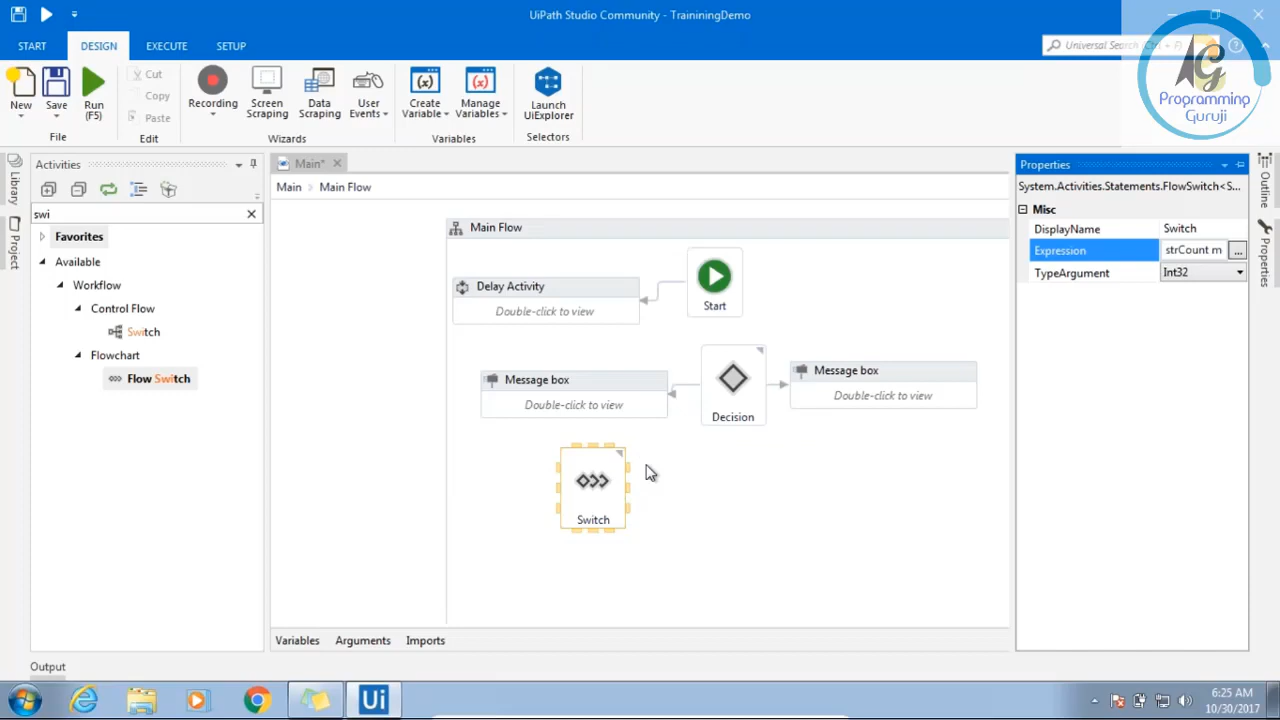 UiPath Studio Community - TraininingDemo
START
DESIGN
EXECUTE
SETUP
Universal Search (Ctrl + F)
New
Save
Run
(F5)
Cut
Copy
Paste
Recording
Screen
Scraping
Data
Scraping
User
Events
Create
Variable
Manage
Variables
Launch
UiExplorer
File
Edit
Wizards
Variables
Selectors
AG
Programming
Guruji
Library
Project
Activities
swi
Favorites
Available
Workflow
Control Flow
Switch
Flowchart
Flow Switch
Main*
Main
Main Flow
Main Flow
Delay Activity
Double-click to view
Start
Message box
Double-click to view
Decision
Message box
Double-click to view
Switch
Variables
Arguments
Imports
Properties
System.Activities.Statements.FlowSwitch<S...
Misc
DisplayName
Switch
Expression
strCount m
...
TypeArgument
Int32
Outline
Properties
Output
Ui
6:25 AM
10/30/2017